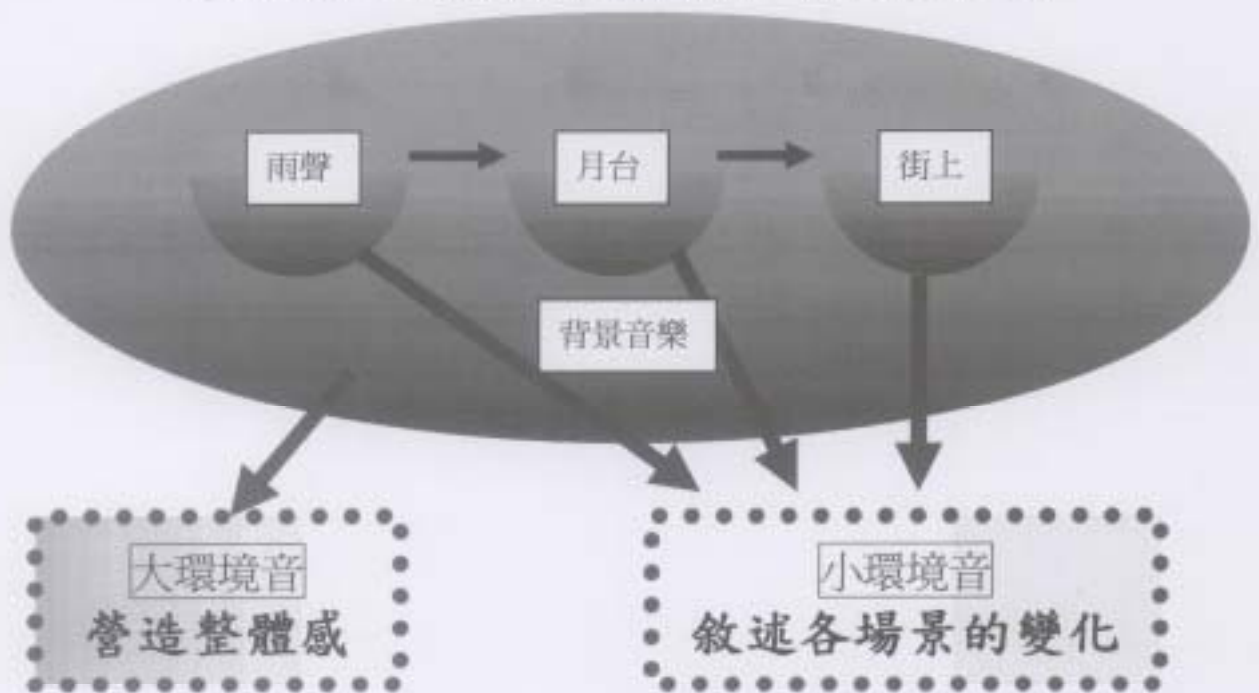 雨聲
月台
街上
背景音樂
大環境音
營造整體感
小環境音
敘述各場景的變化